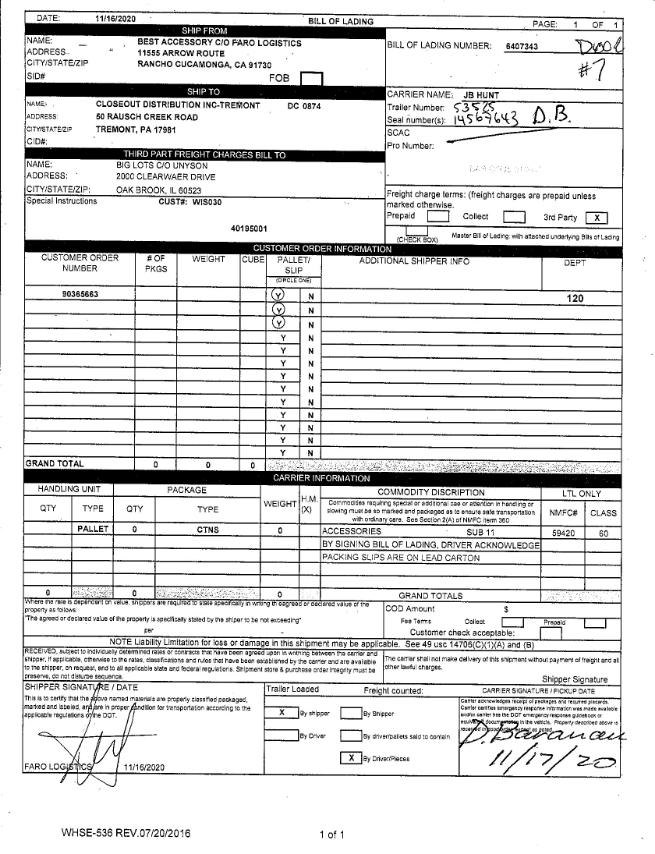 DATE: 11/16/2020 BILL OF LADING PAGE: 1 OF 1
SHIP FROM
NAME: BEST ACCESSORY C/O FARO LOGISTICS
ADDRESS 11555 ARROW ROUTE
CITY/STATE/ZIP RANCHO CUCAMONGA, CA 91730
SID# FOB
BILL OF LADING NUMBER: 6407343
#7
SHIP TO
NAME: CLOSEOUT DISTRIBUTION INC-TREMONT DC 0874
ADDRESS: 50 RAUSCH CREEK ROAD
CITY/STATE/ZIP TREMONT, PA 17981
CID#:
CARRIER NAME: JB HUNT
Trailer Number:
Seal number(s): 14567643 D.B.
SCAC
Pro Number:
THIRD PART FREIGHT CHARGES BILL TO
NAME: BIG LOTS C/O UNYSON
ADDRESS: 2000 CLEARWAER DRIVE
CITY/STATE/ZIP: OAK BROOK, IL 60523
Special Instructions CUST#: WIS030
40195001
Freight charge terms: (freight charges are prepaid unless
marked otherwise.
Prepaid Collect 3rd Party X
(CHECK BOX) Master Bill of Lading: with attached underlying Bills of Lading
CUSTOMER ORDER INFORMATION
CUSTOMER ORDER NUMBER # OF PKGS WEIGHT CUBE PALLET/ SLIP (CIRCLE ONE) ADDITIONAL SHIPPER INFO DEPT
90365663 Y N 120
Y N
Y N
Y N
Y N
Y N
Y N
Y N
Y N
Y N
Y N
Y N
Y N
GRAND TOTAL 0 0 0
CARRIER INFORMATION
HANDLING UNIT PACKAGE COMMODITY DISCRIPTION LTL ONLY
QTY TYPE QTY TYPE WEIGHT H.M. (X) NMFC# CLASS
Commodities requiring special or additional care or attention in handling or
stowing must be so marked and packaged as to ensure safe transportation
with ordinary care. See Section 2(A) of NMFC Item 360
PALLET 0 CTNS 0 ACCESSORIES SUB 11 59420 60
BY SIGNING BILL OF LADING, DRIVER ACKNOWLEDGE
PACKING SLIPS ARE ON LEAD CARTON
0 0 0 GRAND TOTALS
Where the rate is dependent on value, shippers are required to state specifically in writing the agreed or declared value of the
property as follows:
"The agreed or declared value of the property is specifically stated by the shiper to be not exceeding"
per
COD Amount $
Fee Terms Collect Prepaid
Customer check acceptable:
NOTE Liability Limitation for loss or damage in this shipment may be applicable. See 49 usc 14706(C)(1)(A) and (B)
RECEIVED, subject to individually determined rates or contracts that have been agreed upon in writing between the carrier and
shipper, if applicable, otherwise to the rates, classifications and rules that have been established by the carrier and are available
to the shipper, on request, and to all applicable state and federal regulations. Shipment store & purchase order integrity must be
preserve, do not disturbe sequence.
The carrier shall not make delivery of this shipment without payment of freight and all
other lawful charges.
Shipper Signature
SHIPPER SIGNATURE / DATE
This is to certify that the above named materials are properly classified packaged,
marked and labeled, and are in proper condition for transportation according to the
applicable regulations of the DOT.
FARO LOGISTICS 11/16/2020
Trailer Loaded Freight counted:
X By shipper By Shipper
By Driver By driver/pallets said to contain
X By Driver/Pieces
CARRIER SIGNATURE / PICKUP DATE
Carrier acknowledges receipt of packages and required placards.
Carrier certifies emergency response information was made available
and/or carrier has the DOT emergency response guidebook or
11/17/20
WHSE-536 REV.07/20/2016 1 of 1